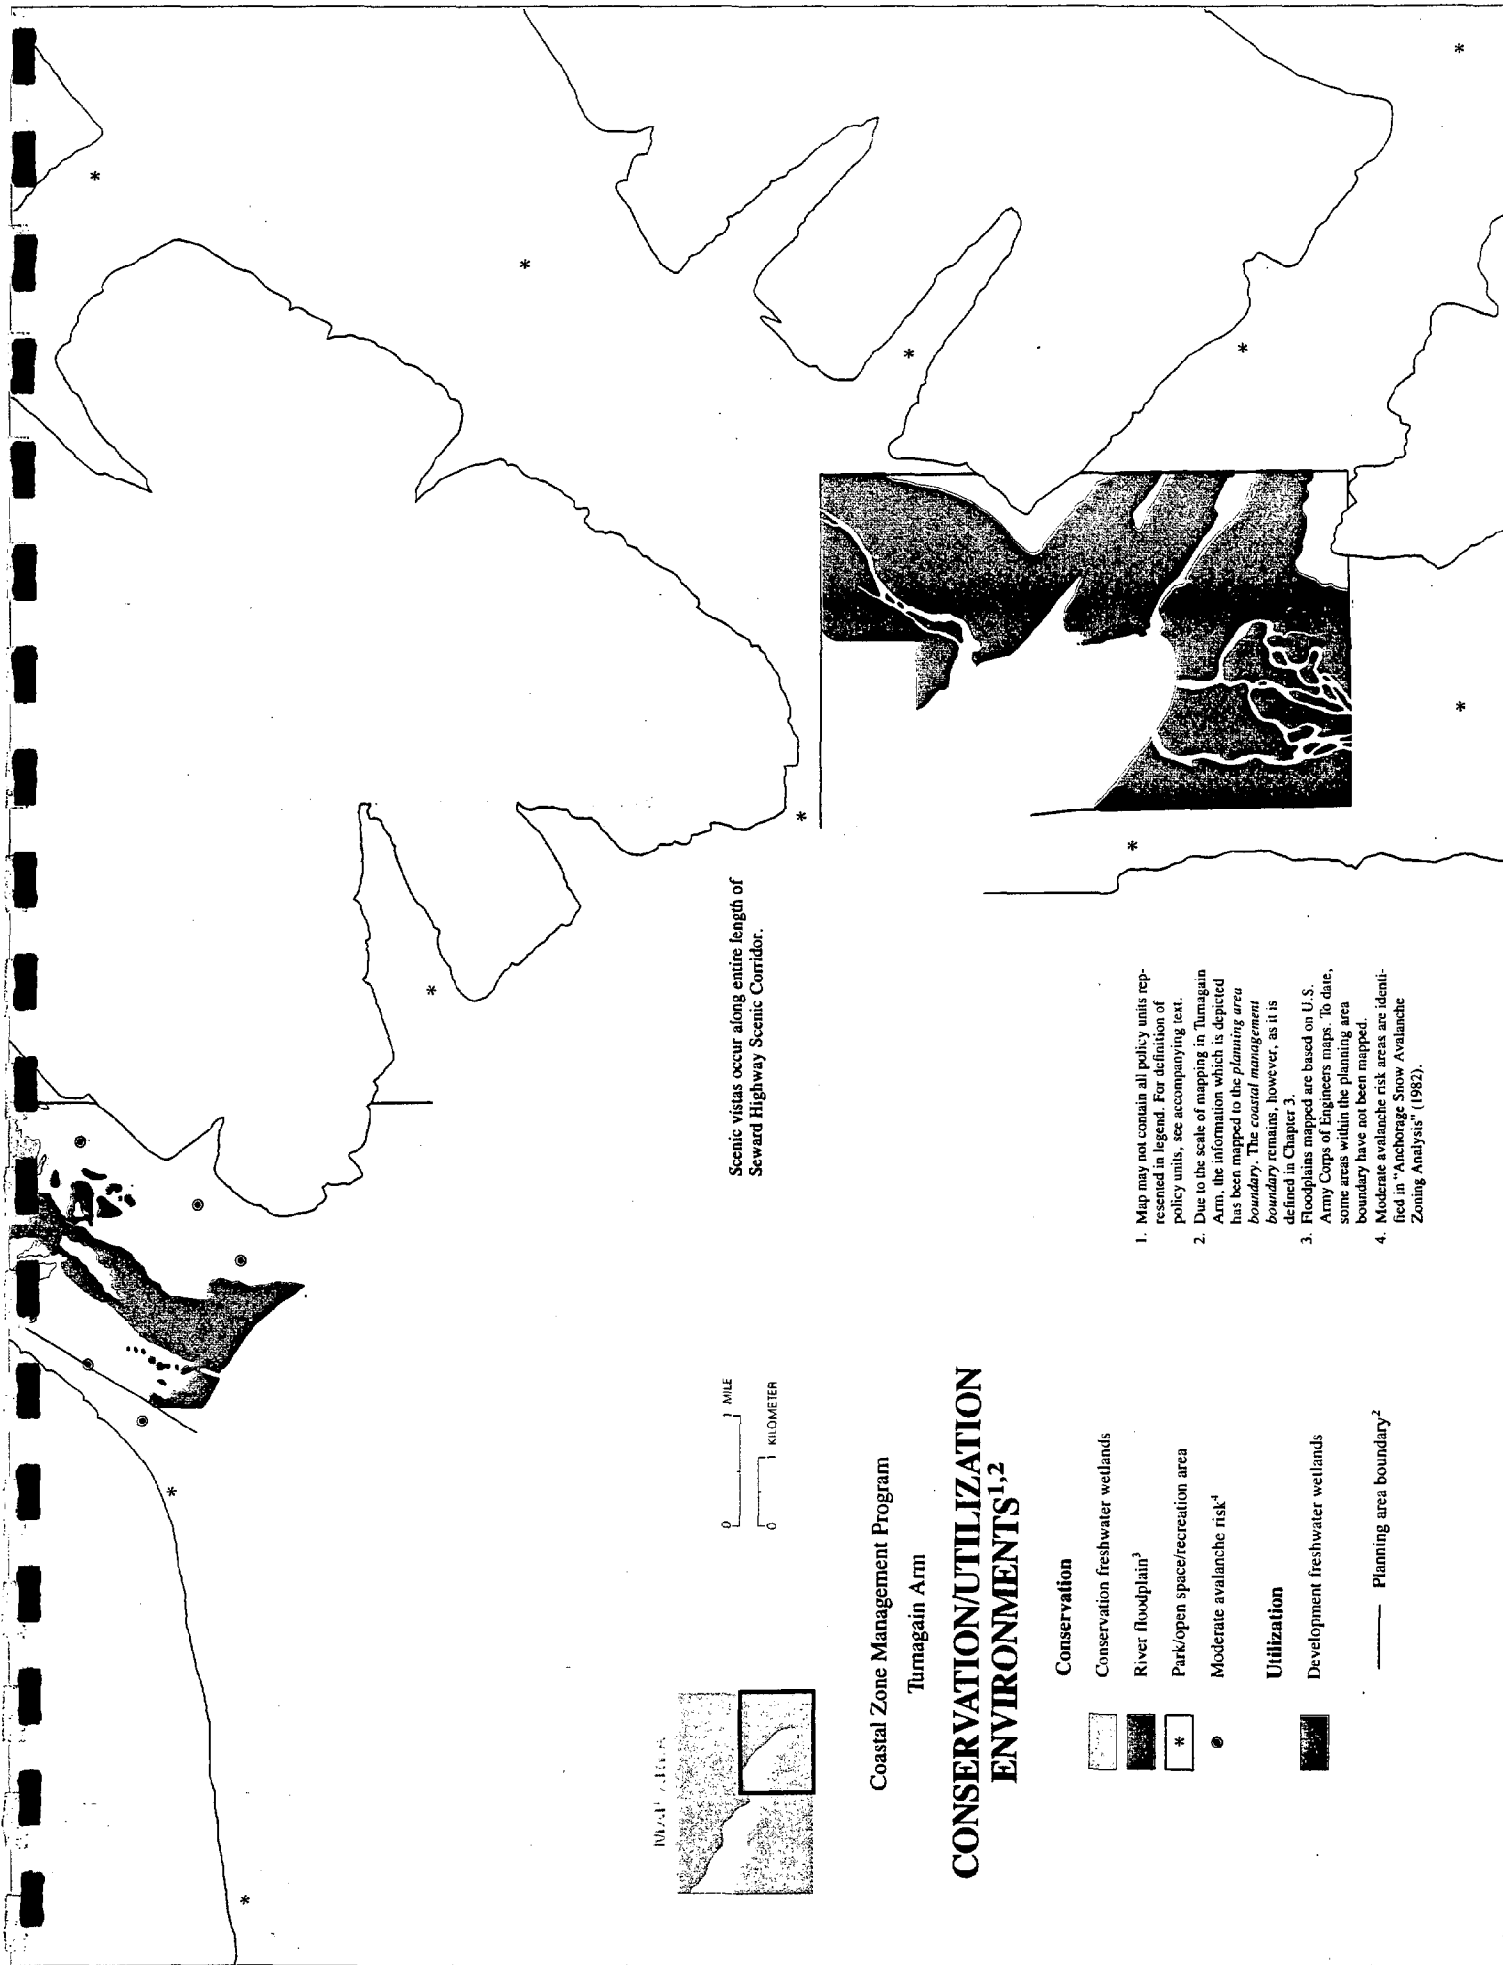 Scenic vistas occur along entire length of
Seward Highway Scenic Corridor.
MAP AREA
0 1 MILE
0 1 KILOMETER
Coastal Zone Management Program
Turnagain Arm
CONSERVATION/UTILIZATION
ENVIRONMENTS1,2
Conservation
Conservation freshwater wetlands
River floodplain3
* Park/open space/recreation area
Moderate avalanche risk4
Utilization
Development freshwater wetlands
Planning area boundary2
1. Map may not contain all policy units rep-
resented in legend. For definition of
policy units, see accompanying text.
2. Due to the scale of mapping in Turnagain
Arm, the information which is depicted
has been mapped to the planning area
boundary. The coastal management
boundary remains, however, as it is
defined in Chapter 3.
3. Floodplains mapped are based on U.S.
Army Corps of Engineers maps. To date,
some areas within the planning area
boundary have not been mapped.
4. Moderate avalanche risk areas are identi-
fied in "Anchorage Snow Avalanche
Zoning Analysis" (1982).